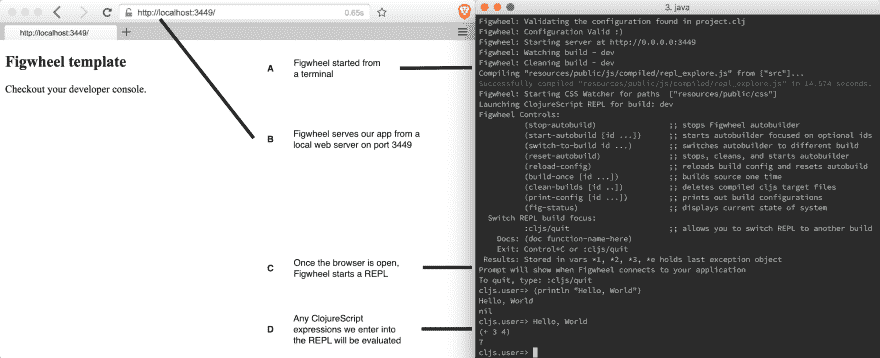 http://localhost:3449/
0.65s
http://localhost:3449/
Figwheel template
Checkout your developer console.
A
Figwheel started from
a terminal
B
Figwheel serves our app from a
local web server on port 3449
C
Once the browser is open,
Figwheel starts a REPL
D
Any ClojureScript
expressions we enter into
the REPL will be evaluated
3. java
Figwheel: Validating the configuration found in project.clj
Figwheel: Configuration Valid :)
Figwheel: Starting server at http://0.0.0.0:3449
Figwheel: Watching build - dev
Figwheel: Cleaning build - dev
Compiling "resources/public/js/compiled/repl_explore.js" from ["src"]...
Successfully compiled "resources/public/js/compiled/repl_explore.js" in 14.574 seconds.
Figwheel: Starting CSS Watcher for paths  ["resources/public/css"]
Launching ClojureScript REPL for build: dev
Figwheel Controls:
(stop-autobuild) ;; stops Figwheel autobuilder
(start-autobuild [id ...]) ;; starts autobuilder focused on optional ids
(switch-to-build id ...) ;; switches autobuilder to different build
(reset-autobuild) ;; stops, cleans, and starts autobuilder
(reload-config) ;; reloads build config and resets autobuild
(build-once [id ...]) ;; builds source one time
(clean-builds [id ..]) ;; deletes compiled cljs target files
(print-config [id ...]) ;; prints out build configurations
(fig-status) ;; displays current state of system
Switch REPL build focus:
:cljs/quit ;; allows you to switch REPL to another build
Docs: (doc function-name-here)
Exit: Control+C or :cljs/quit
Results: Stored in vars *1, *2, *3, *e holds last exception object
Prompt will show when Figwheel connects to your application
To quit, type: :cljs/quit
cljs.user=> (println "Hello, World")
Hello, World
nil
cljs.user=> Hello, World
(+ 3 4)
7
cljs.user=>